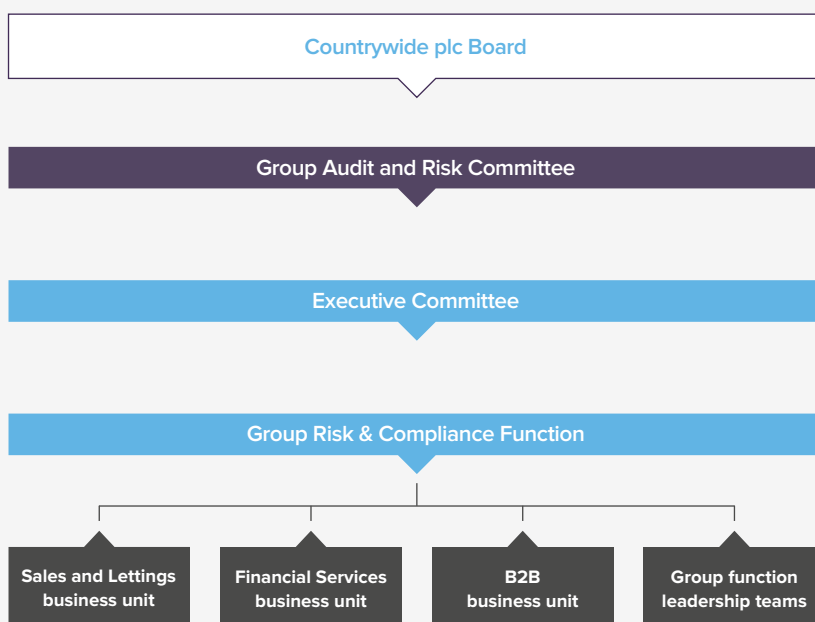 Countrywide plc Board
Group Audit and Risk Committee
Executive Committee
Group Risk & Compliance Function
Sales and Lettings
business unit
Financial Services
business unit
B2B
business unit
Group function
leadership teams